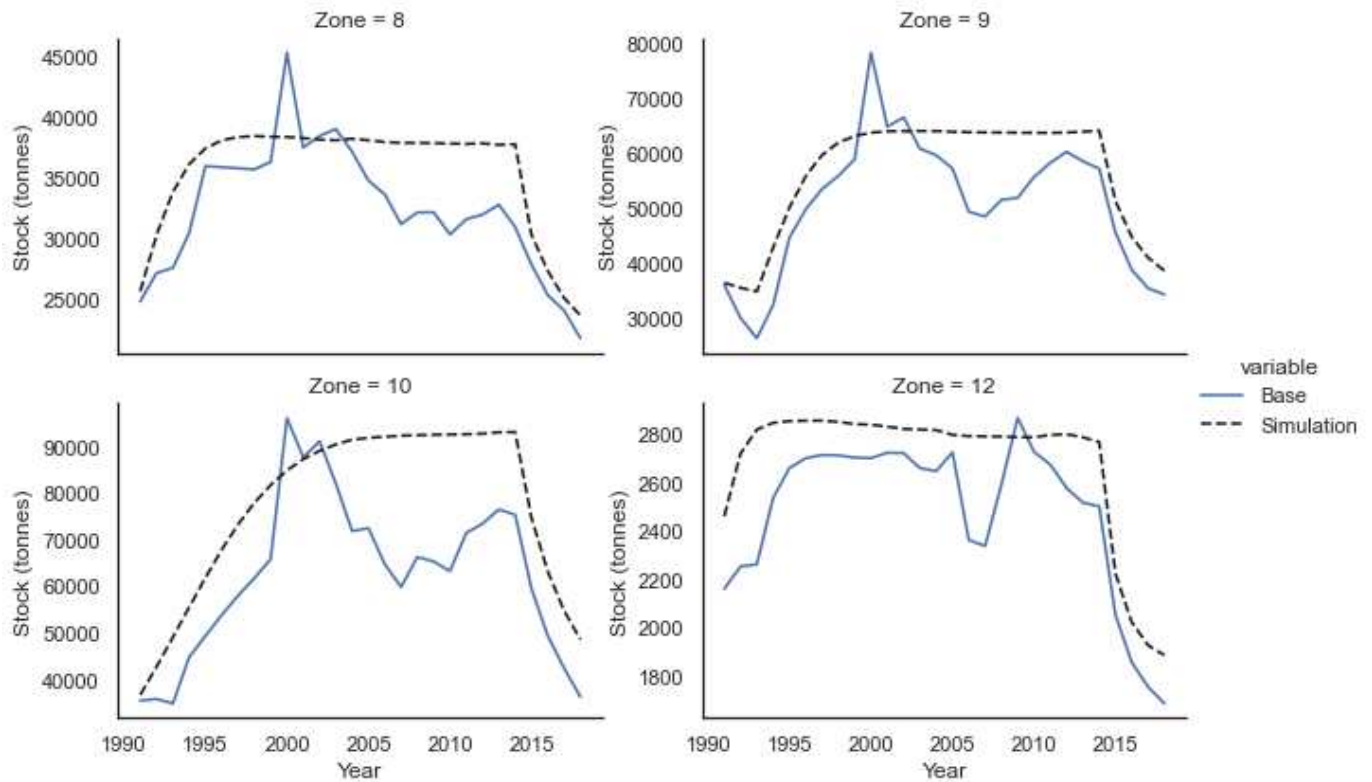 Zone = 8
45000
40000
35000
30000
25000
Stock (tonnes)
Zone = 9
80000
70000
60000
50000
40000
30000
Stock (tonnes)
Zone = 10
90000
80000
70000
60000
50000
40000
Stock (tonnes)
1990 1995 2000 2005 2010 2015
Year
Zone = 12
2800
2600
2400
2200
2000
1800
Stock (tonnes)
1990 1995 2000 2005 2010 2015
Year
variable
Base
Simulation